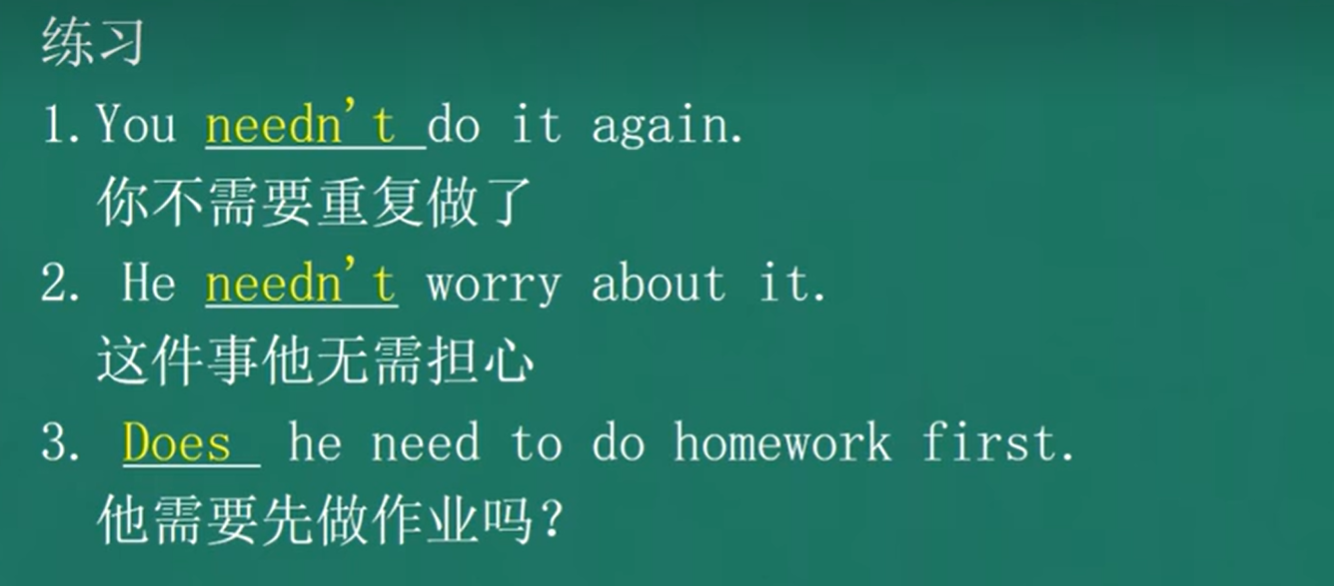 练习
1.You needn't do it again.
你不需要重复做了
2. He needn't worry about it.
这件事他无需担心
3. Does he need to do homework first.
他需要先做作业吗？